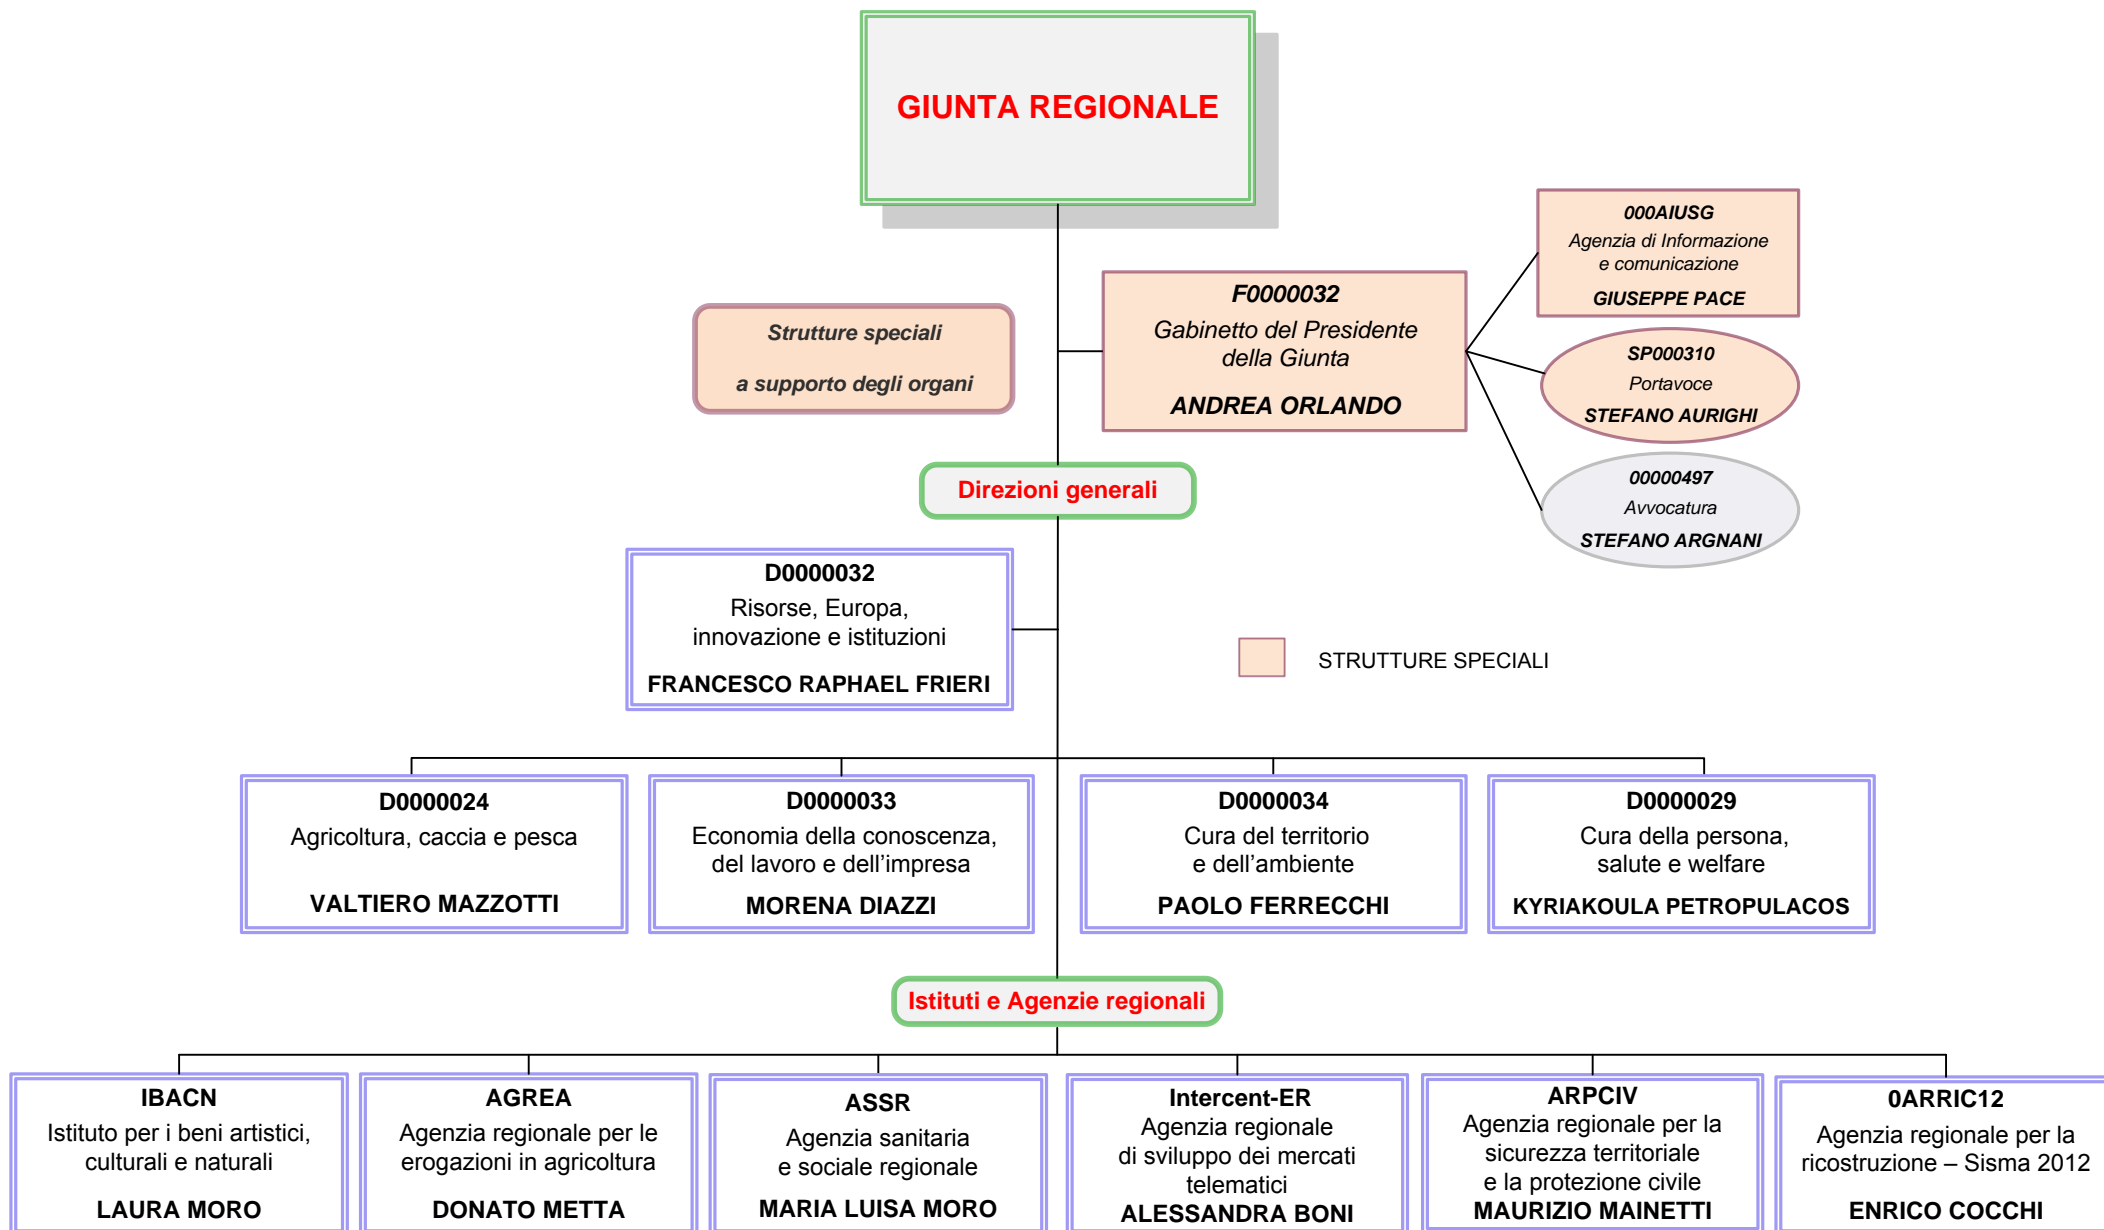 GIUNTA REGIONALE
000AIUSG
Agenzia di Informazione
e comunicazione
GIUSEPPE PACE
Strutture speciali
a supporto degli organi
F0000032
Gabinetto del Presidente
della Giunta
ANDREA ORLANDO
SP000310
Portavoce
STEFANO AURIGHI
00000497
Avvocatura
STEFANO ARGNANI
Direzioni generali
D0000032
Risorse, Europa,
innovazione e istituzioni
FRANCESCO RAPHAEL FRIERI
STRUTTURE SPECIALI
D0000024
Agricoltura, caccia e pesca
VALTIERO MAZZOTTI
D0000033
Economia della conoscenza,
del lavoro e dell’impresa
MORENA DIAZZI
D0000034
Cura del territorio
e dell’ambiente
PAOLO FERRECCHI
D0000029
Cura della persona,
salute e welfare
KYRIAKOULA PETROPULACOS
Istituti e Agenzie regionali
IBACN
Istituto per i beni artistici,
culturali e naturali
LAURA MORO
AGREA
Agenzia regionale per le
erogazioni in agricoltura
DONATO METTA
ASSR
Agenzia sanitaria
e sociale regionale
MARIA LUISA MORO
Intercent-ER
Agenzia regionale
di sviluppo dei mercati
telematici
ALESSANDRA BONI
ARPCIV
Agenzia regionale per la
sicurezza territoriale
e la protezione civile
MAURIZIO MAINETTI
0ARRIC12
Agenzia regionale per la
ricostruzione – Sisma 2012
ENRICO COCCHI